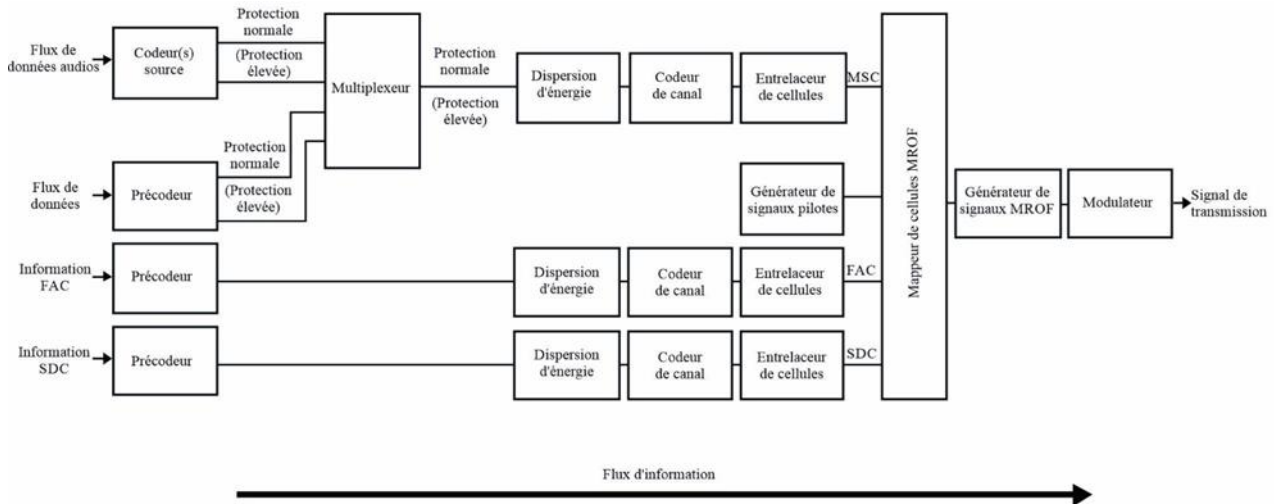 Flux de
données audios
Codeur(s)
source
Protection
normale
(Protection
élevée)
Multiplexeur
Protection
normale
(Protection
élevée)
Dispersion
d'énergie
Codeur
de canal
Entrelaceur
de cellules
MSC
Flux de
données
Précodeur
Protection
normale
(Protection
élevée)
Générateur de
signaux pilotes
Mappeur de cellules MROF
Générateur de
signaux MROF
Modulateur
Signal de
transmission
Information
FAC
Précodeur
Dispersion
d'énergie
Codeur
de canal
Entrelaceur
de cellules
FAC
Information
SDC
Précodeur
Dispersion
d'énergie
Codeur
de canal
Entrelaceur
de cellules
SDC
Flux d'information